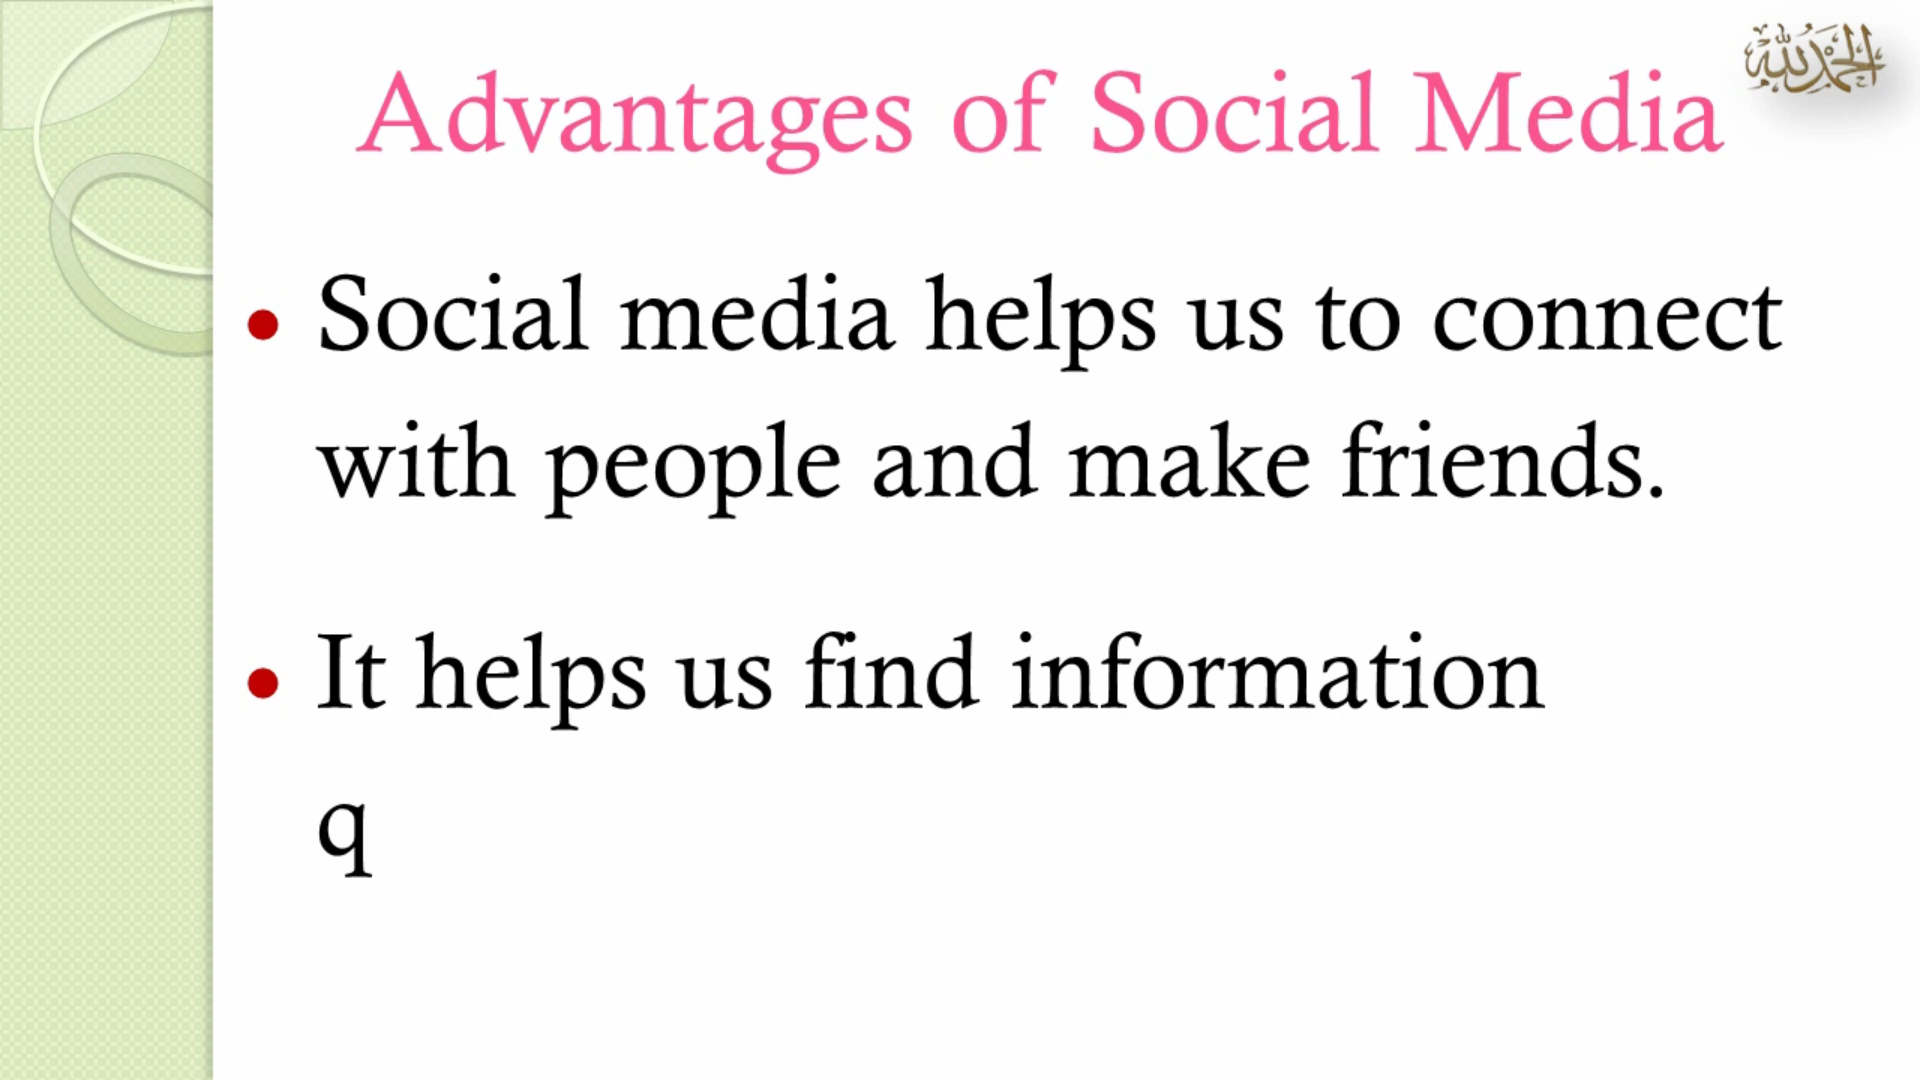 Advantages of Social Media
الحمد لله
• Social media helps us to connect
with people and make friends.
• It helps us find information
q